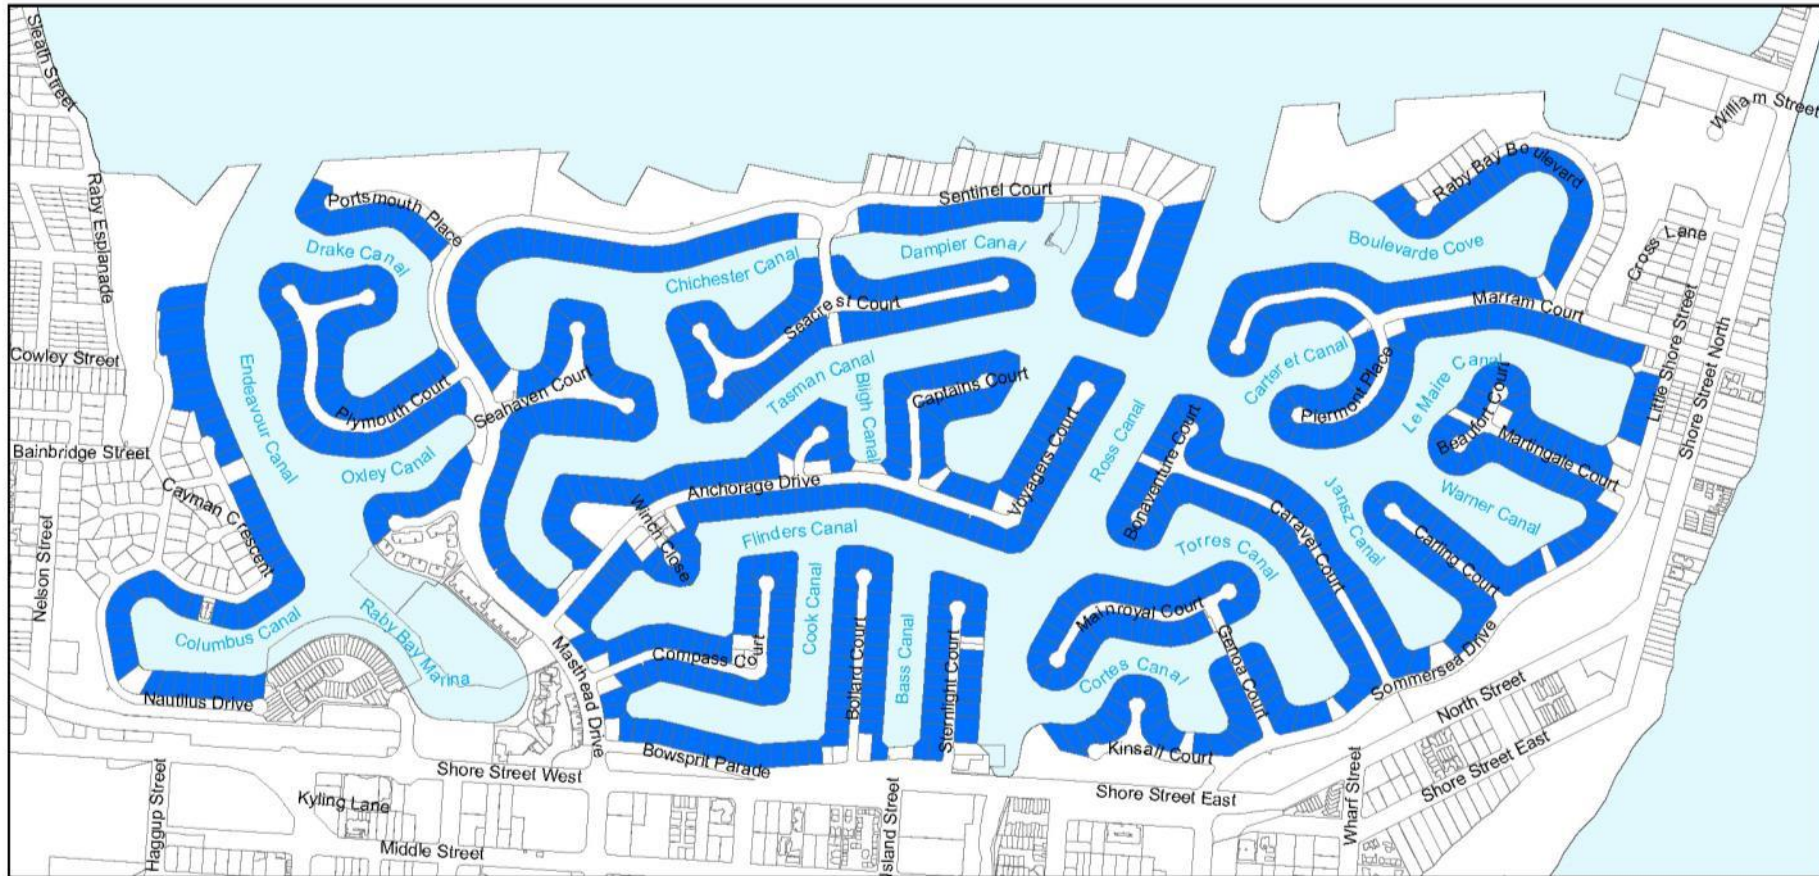 Sleath Street
William Street
Raby Bay Boulevard
Raby Esplanade
Portsmouth Place
Sentinel Court
Cross Lane
Drake Canal
Chichester Canal
Dampier Canal
Boulevarde Cove
Seacrest Court
Marram Court
Little Shore Street
Shore Street North
Cowley Street
Endeavour Canal
Plymouth Court
Seahaven Court
Tasman Canal
Bligh Canal
Captains Court
Carteret Canal
Piermont Place
Le Maire Canal
Beaufort Court
Martingale Court
Bainbridge Street
Oxley Canal
Cayman Crescent
Anchorage Drive
Winch Close
Voyagers Court
Ross Canal
Bonaventure Court
Caravel Court
Jansz Canal
Warner Canal
Flinders Canal
Torres Canal
Carling Court
Nelson Street
Columbus Canal
Raby Bay Marina
Masthead Drive
Compass Court
Cook Canal
Bollard Court
Bass Canal
Sternlight Court
Mainroyal Court
Genoa Court
Cortes Canal
Sommersea Drive
Nautilus Drive
Bowsprit Parade
Kinsail Court
North Street
Shore Street West
Shore Street East
Shore Street East
Haggup Street
Kyling Lane
Middle Street
Island Street
Wharf Street